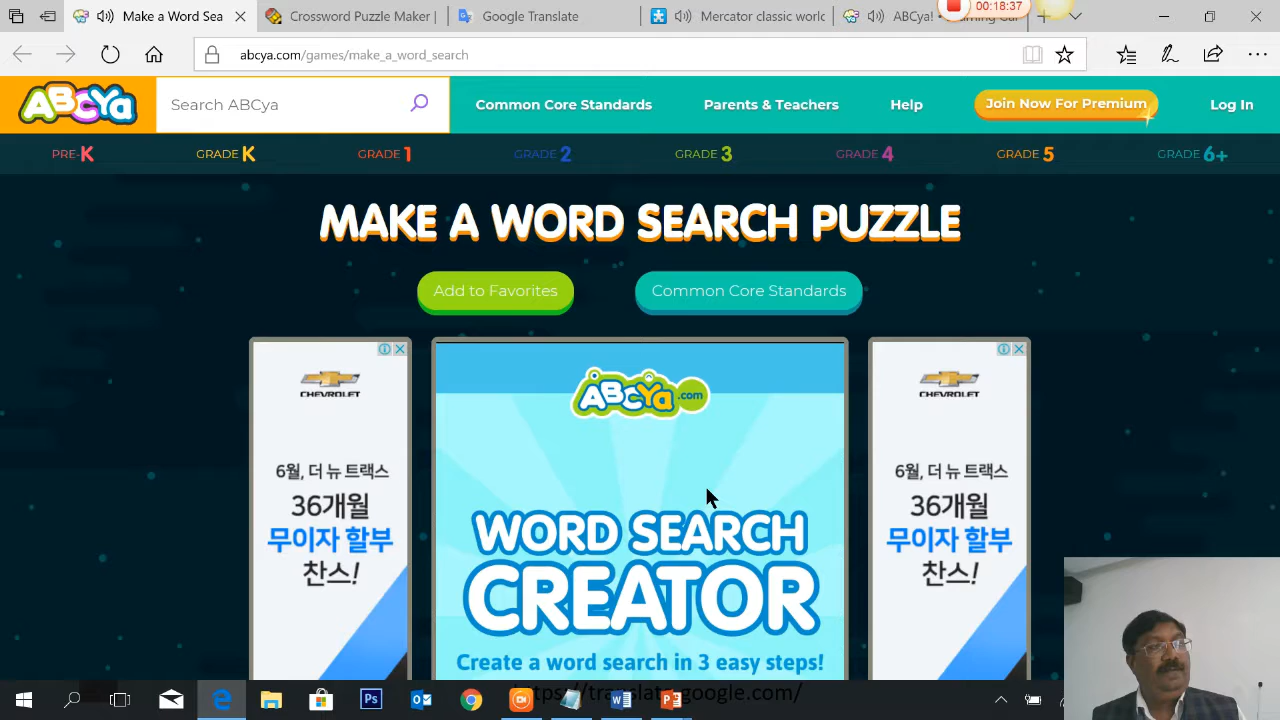 Make a Word Sea
Crossword Puzzle Maker
Google Translate
Mercator classic world
ABCya!
00:18:37
abcya.com/games/make_a_word_search
ABCYa
Search ABCya
Common Core Standards
Parents & Teachers
Help
Join Now For Premium
Log In
PRE-K
GRADE K
GRADE 1
GRADE 2
GRADE 3
GRADE 4
GRADE 5
GRADE 6+
MAKE A WORD SEARCH PUZZLE
Add to Favorites
Common Core Standards
CHEVROLET
6월, 더 뉴 트랙스
36개월
무이자 할부
찬스!
ABCYa.com
WORD SEARCH
CREATOR
Create a word search in 3 easy steps!
CHEVROLET
6월, 더 뉴 트랙스
36개월
무이자 할부
찬스!
https://translate.google.com/
Ps